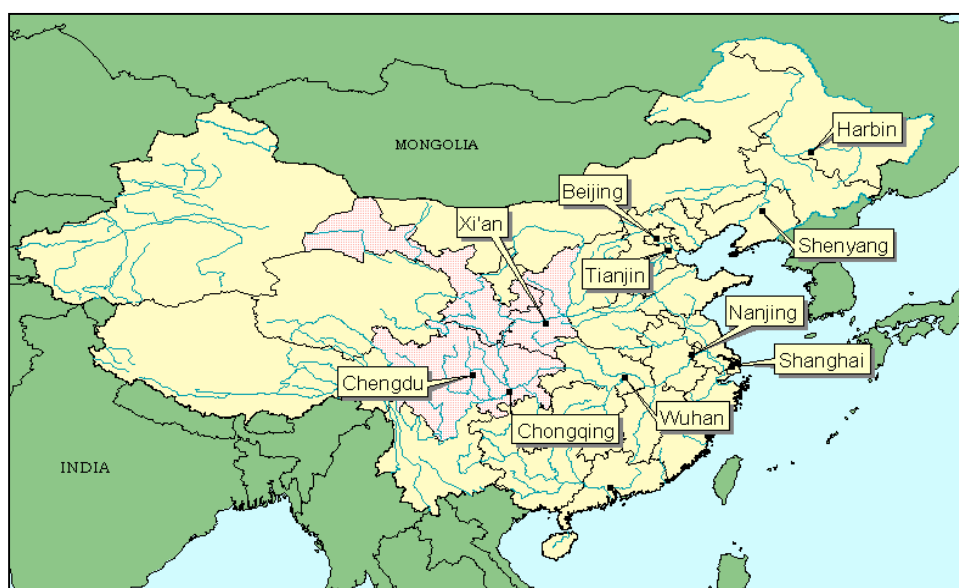 Harbin
MONGOLIA
Beijing
Xi'an
Shenyang
Tianjin
Nanjing
Shanghai
Chengdu
Wuhan
Chongqing
INDIA